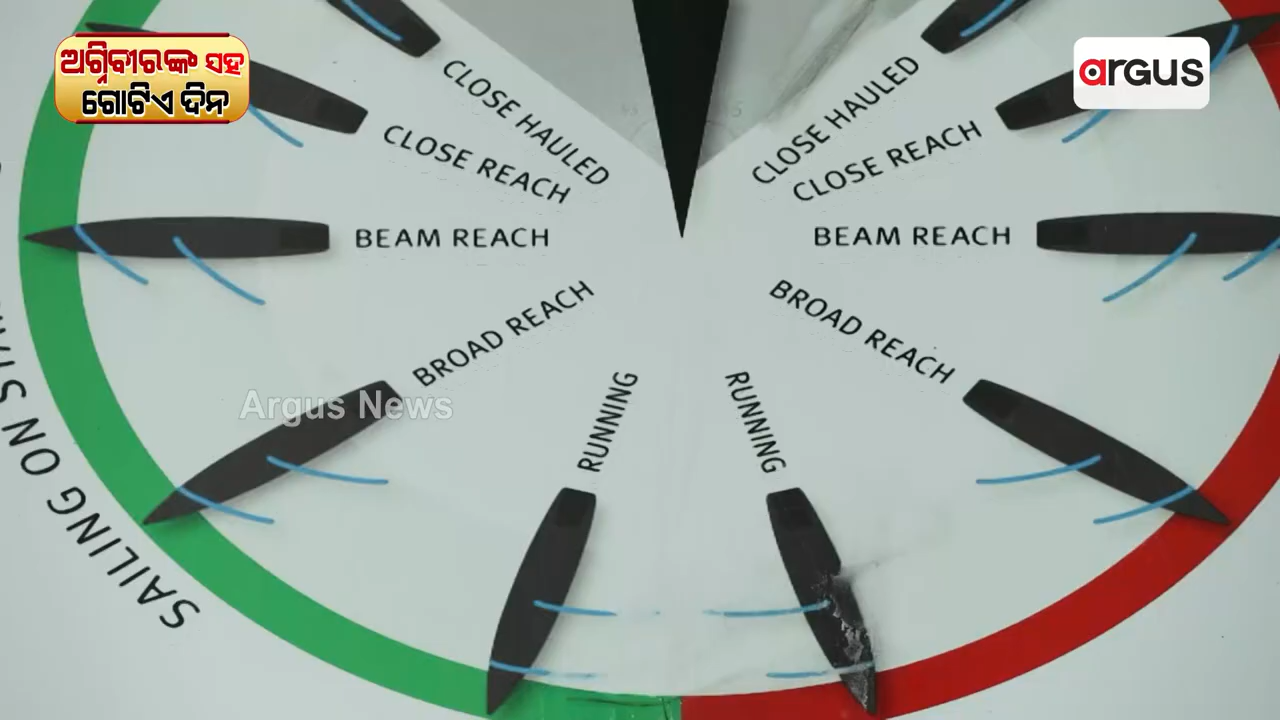 ଅଗ୍ନିବୀରଙ୍କ ସହ
ଗୋଟିଏ ଦିନ
argus
CLOSE HAULED
CLOSE HAULED
CLOSE REACH
CLOSE REACH
BEAM REACH
BEAM REACH
BROAD REACH
BROAD REACH
Argus News
RUNNING
RUNNING
SAILING ON